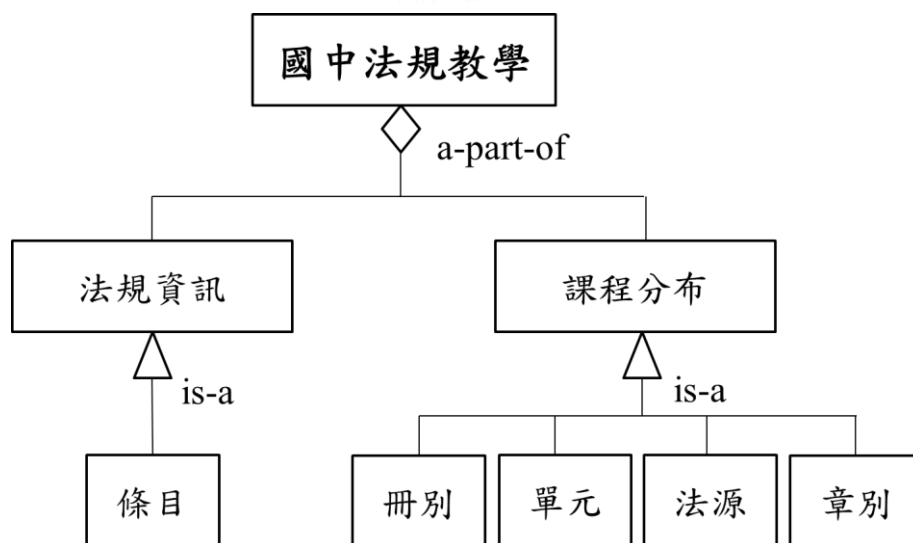 國中法規教學
a-part-of
法規資訊
課程分布
is-a
is-a
條目
冊別
單元
法源
章別